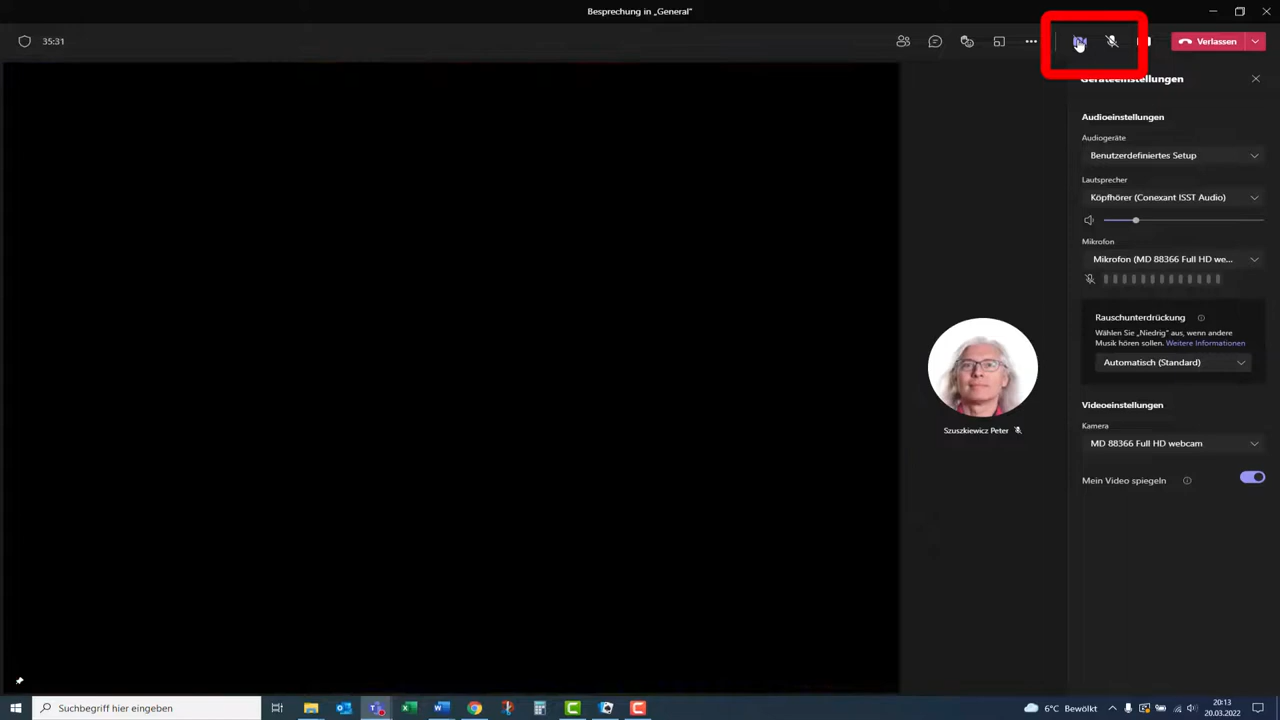 Besprechung in „General"
35:31
Verlassen
Geräteeinstellungen
Audioeinstellungen
Audiogeräte
Benutzerdefiniertes Setup
Lautsprecher
Köpfhörer (Conexant ISST Audio)
Mikrofon
Mikrofon (MD 88366 Full HD we...
Rauschunterdrückung
Wählen Sie „Niedrig" aus, wenn andere
Musik hören sollen. Weitere Informationen
Automatisch (Standard)
Szuszkiewicz Peter
Videoeinstellungen
Kamera
MD 88366 Full HD webcam
Mein Video spiegeln
Suchbegriff hier eingeben
6°C Bewölkt
20:13
20.03.2022